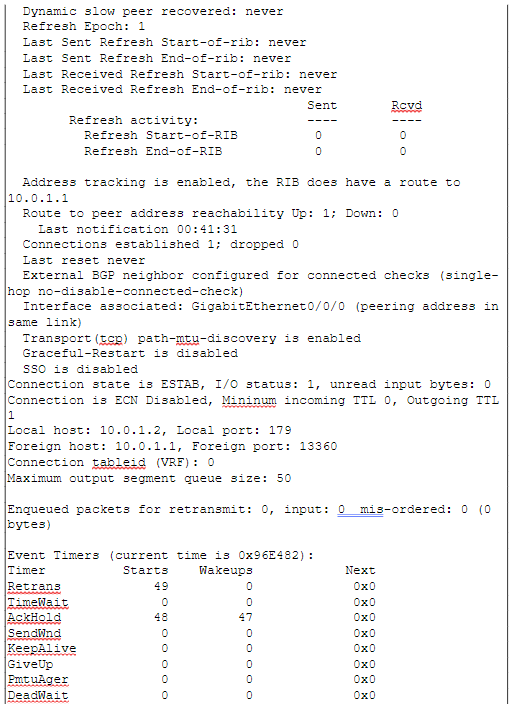 Dynamic slow peer recovered: never
Refresh Epoch: 1
Last Sent Refresh Start-of-rib: never
Last Sent Refresh End-of-rib: never
Last Received Refresh Start-of-rib: never
Last Received Refresh End-of-rib: never
Sent Rcvd
Refresh activity: ---- ----
Refresh Start-of-RIB 0 0
Refresh End-of-RIB 0 0
Address tracking is enabled, the RIB does have a route to
10.0.1.1
Route to peer address reachability Up: 1; Down: 0
Last notification 00:41:31
Connections established 1; dropped 0
Last reset never
External BGP neighbor configured for connected checks (single-
hop no-disable-connected-check)
Interface associated: GigabitEthernet0/0/0 (peering address in
same link)
Transport(tcp) path-mtu-discovery is enabled
Graceful-Restart is disabled
SSO is disabled
Connection state is ESTAB, I/O status: 1, unread input bytes: 0
Connection is ECN Disabled, Mininum incoming TTL 0, Outgoing TTL
1
Local host: 10.0.1.2, Local port: 179
Foreign host: 10.0.1.1, Foreign port: 13360
Connection tableid (VRF): 0
Maximum output segment queue size: 50
Enqueued packets for retransmit: 0, input: 0  mis-ordered: 0 (0
bytes)
Event Timers (current time is 0x96E482):
Timer Starts Wakeups Next
Retrans 49 0 0x0
TimeWait 0 0 0x0
AckHold 48 47 0x0
SendWnd 0 0 0x0
KeepAlive 0 0 0x0
GiveUp 0 0 0x0
PmtuAger 0 0 0x0
DeadWait 0 0 0x0